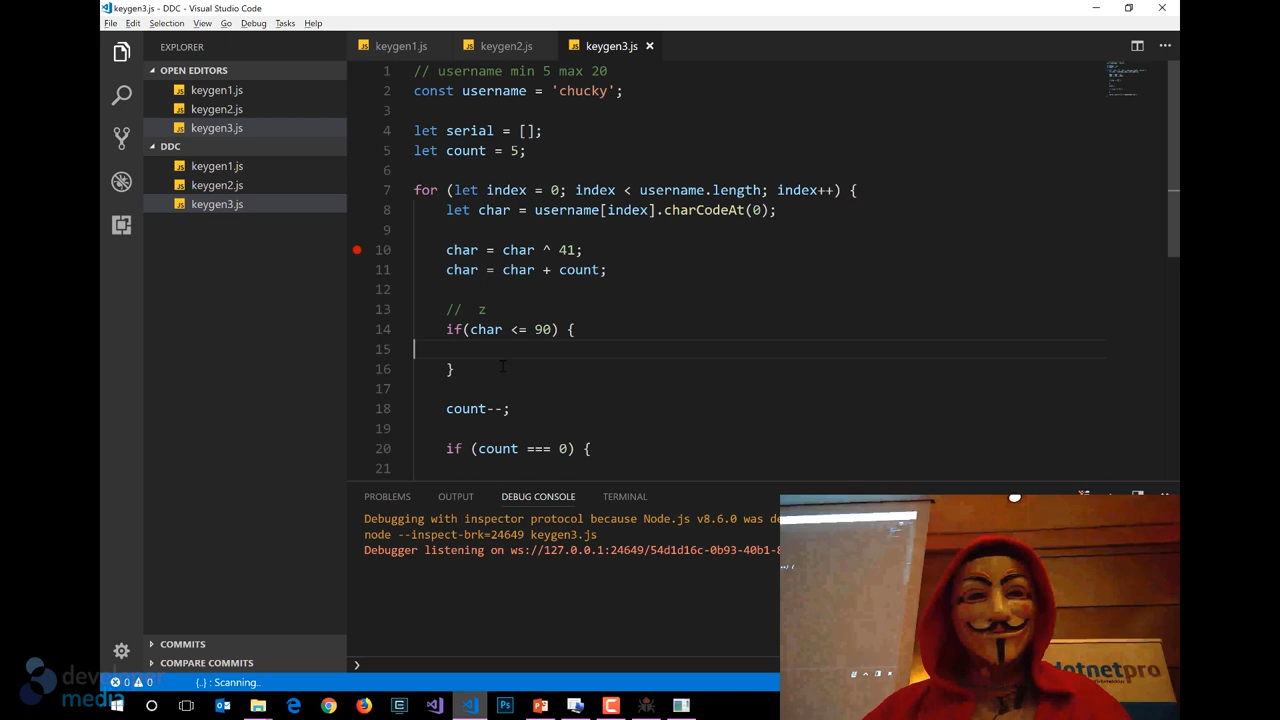 keygen3.js - DDC - Visual Studio Code
File Edit Selection View Go Debug Tasks Help
EXPLORER
OPEN EDITORS
keygen1.js
keygen2.js
keygen3.js
DDC
keygen1.js
keygen2.js
keygen3.js
COMMITS
COMPARE COMMITS
keygen1.js keygen2.js keygen3.js
1 // username min 5 max 20
2 const username = 'chucky';
3
4 let serial = [];
5 let count = 5;
6
7 for (let index = 0; index < username.length; index++) {
8 let char = username[index].charCodeAt(0);
9
10 char = char ^ 41;
11 char = char + count;
12
13 // z
14 if(char <= 90) {
15
16 }
17
18 count--;
19
20 if (count === 0) {
21
PROBLEMS OUTPUT DEBUG CONSOLE TERMINAL
Debugging with inspector protocol because Node.js v8.6.0 was de
node --inspect-brk=24649 keygen3.js
Debugger listening on ws://127.0.0.1:24649/54d1d16c-0b93-40b1-8
0 0 {..} : Scanning..
developer
media
dotnetpro